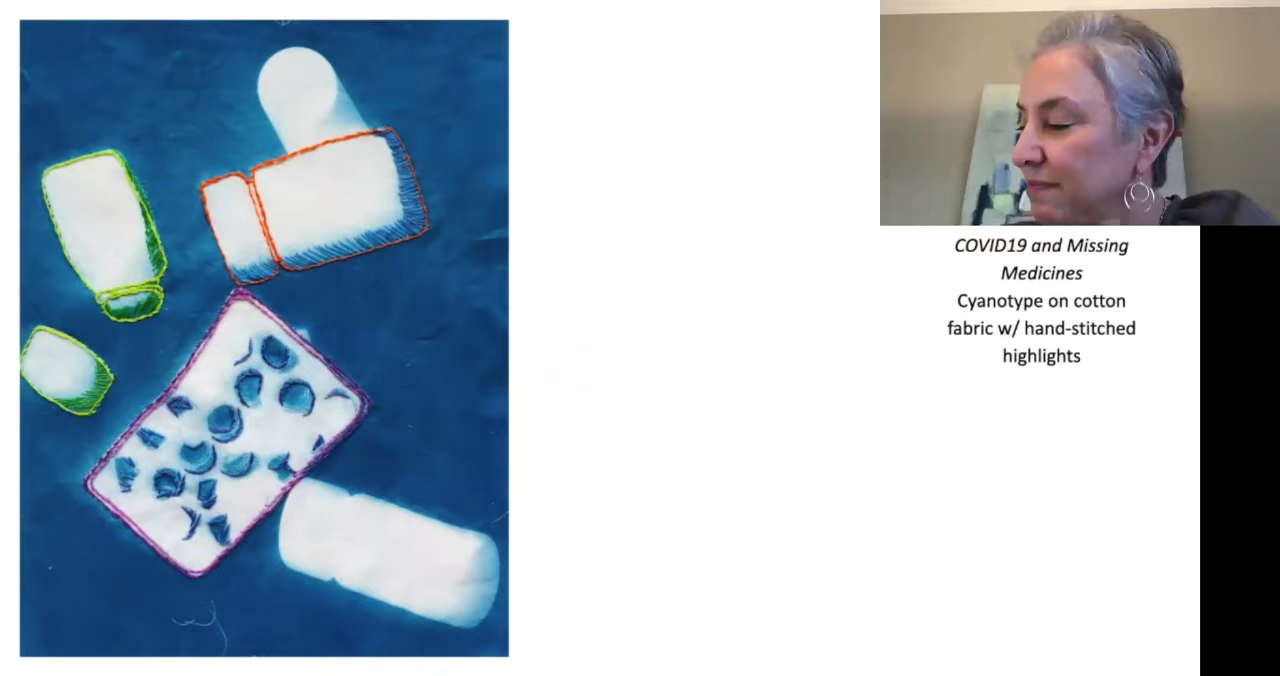 COVID19 and Missing
Medicines
Cyanotype on cotton
fabric w/ hand-stitched
highlights